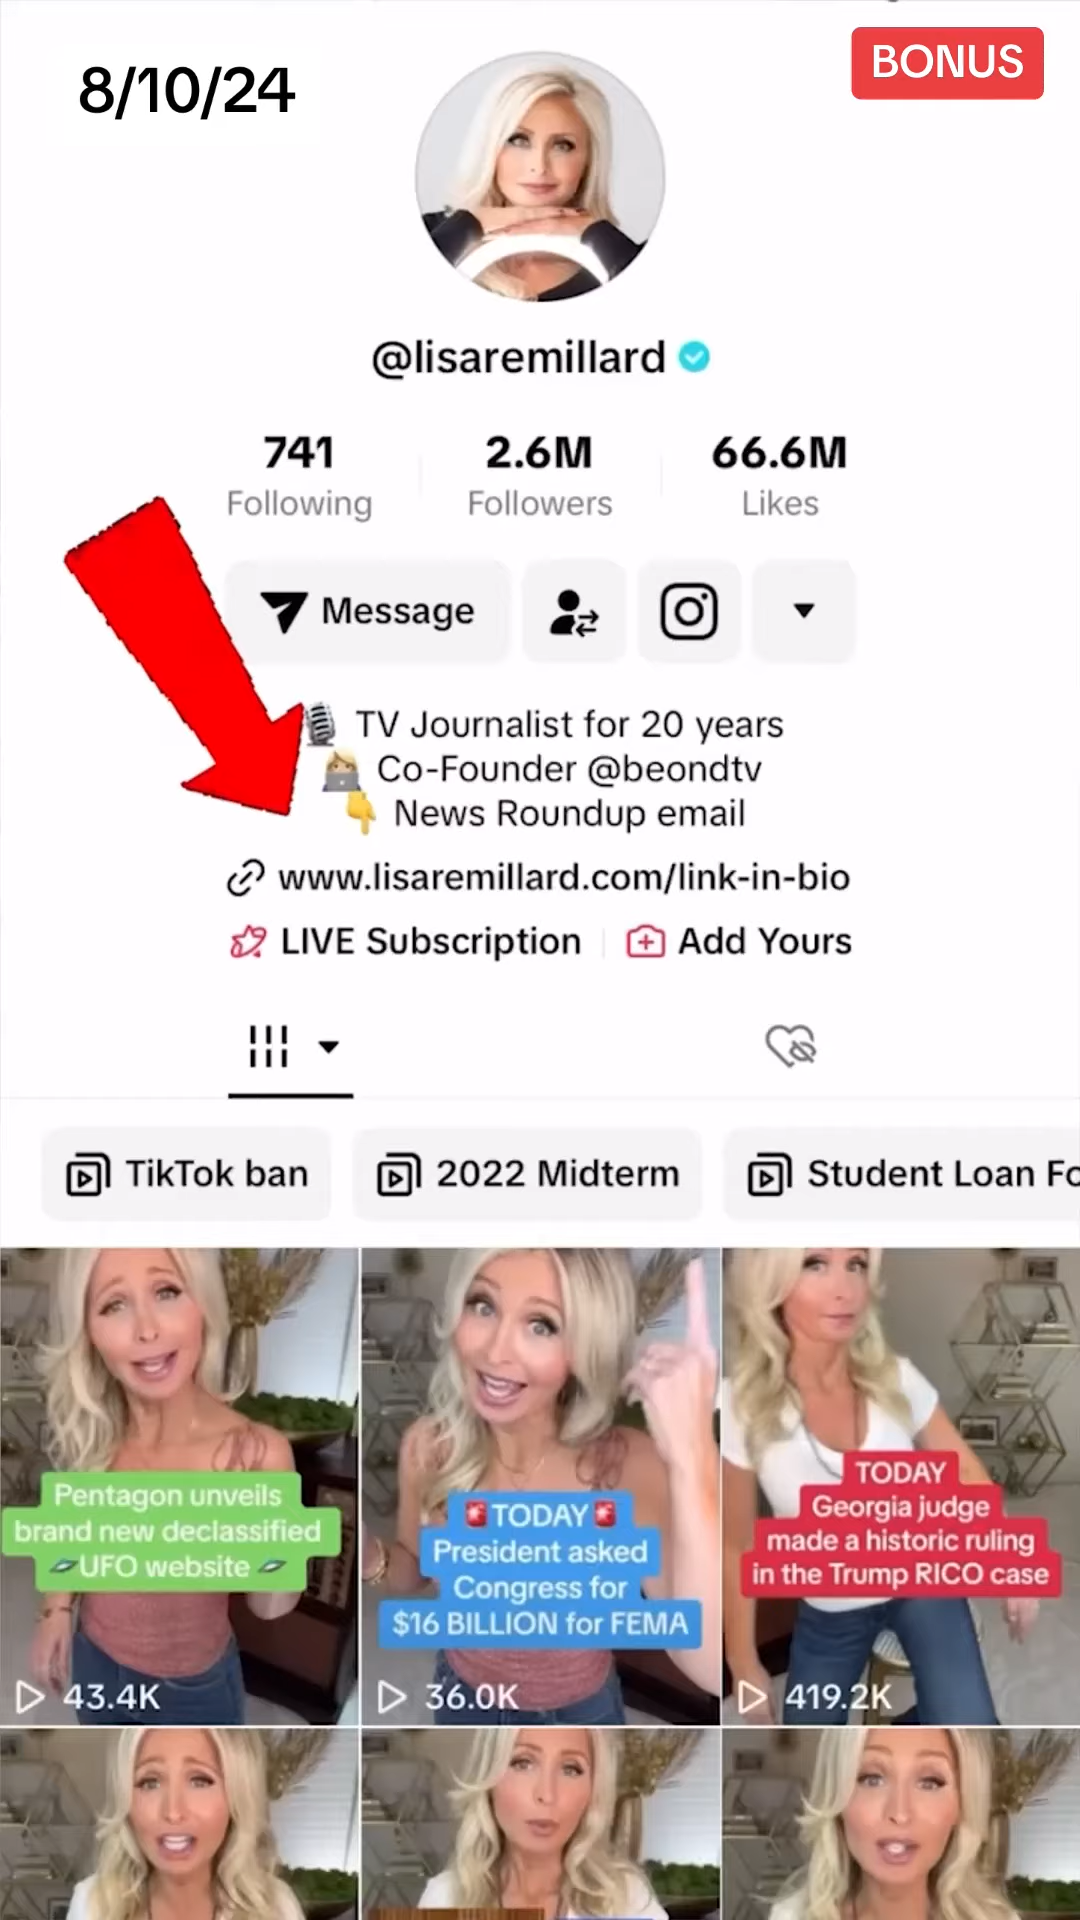 8/10/24
BONUS
@lisaremillard
741
Following
2.6M
Followers
66.6M
Likes
Message
TV Journalist for 20 years
Co-Founder @beondtv
News Roundup email
www.lisaremillard.com/link-in-bio
LIVE Subscription
Add Yours
TikTok ban
2022 Midterm
Student Loan Fo
Pentagon unveils
brand new declassified
🛸UFO website🛸
43.4K
🚨TODAY🚨
President asked
Congress for
$16 BILLION for FEMA
36.0K
TODAY
Georgia judge
made a historic ruling
in the Trump RICO case
419.2K